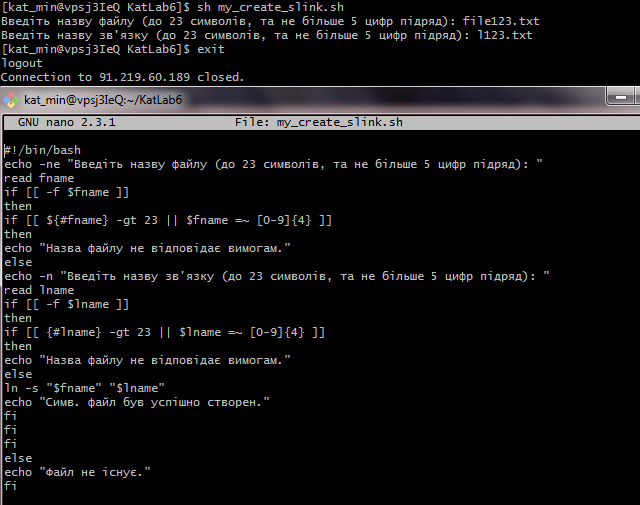 [kat_min@vpsj3IeQ KatLab6]$ sh my_create_slink.sh
Введіть назву файлу (до 23 символів, та не більше 5 цифр підряд): file123.txt
Введіть назву зв'язку (до 23 символів, та не більше 5 цифр підряд): l123.txt
[kat_min@vpsj3IeQ KatLab6]$ exit
logout
Connection to 91.219.60.189 closed.
kat_min@vpsj3IeQ:~/KatLab6
GNU nano 2.3.1 File: my_create_slink.sh
#!/bin/bash
echo -ne "Введіть назву файлу (до 23 символів, та не більше 5 цифр підряд): "
read fname
if [[ -f $fname ]]
then
if [[ ${#fname} -gt 23 || $fname =~ [0-9]{4} ]]
then
echo "Назва файлу не відповідає вимогам."
else
echo -n "Введіть назву зв'язку (до 23 символів, та не більше 5 цифр підряд): "
read lname
if [[ -f $lname ]]
then
if [[ {#lname} -gt 23 || $lname =~ [0-9]{4} ]]
then
echo "Назва файлу не відповідає вимогам."
else
ln -s "$fname" "$lname"
echo "Симв. файл був успішно створен."
fi
fi
fi
else
echo "Файл не існує."
fi